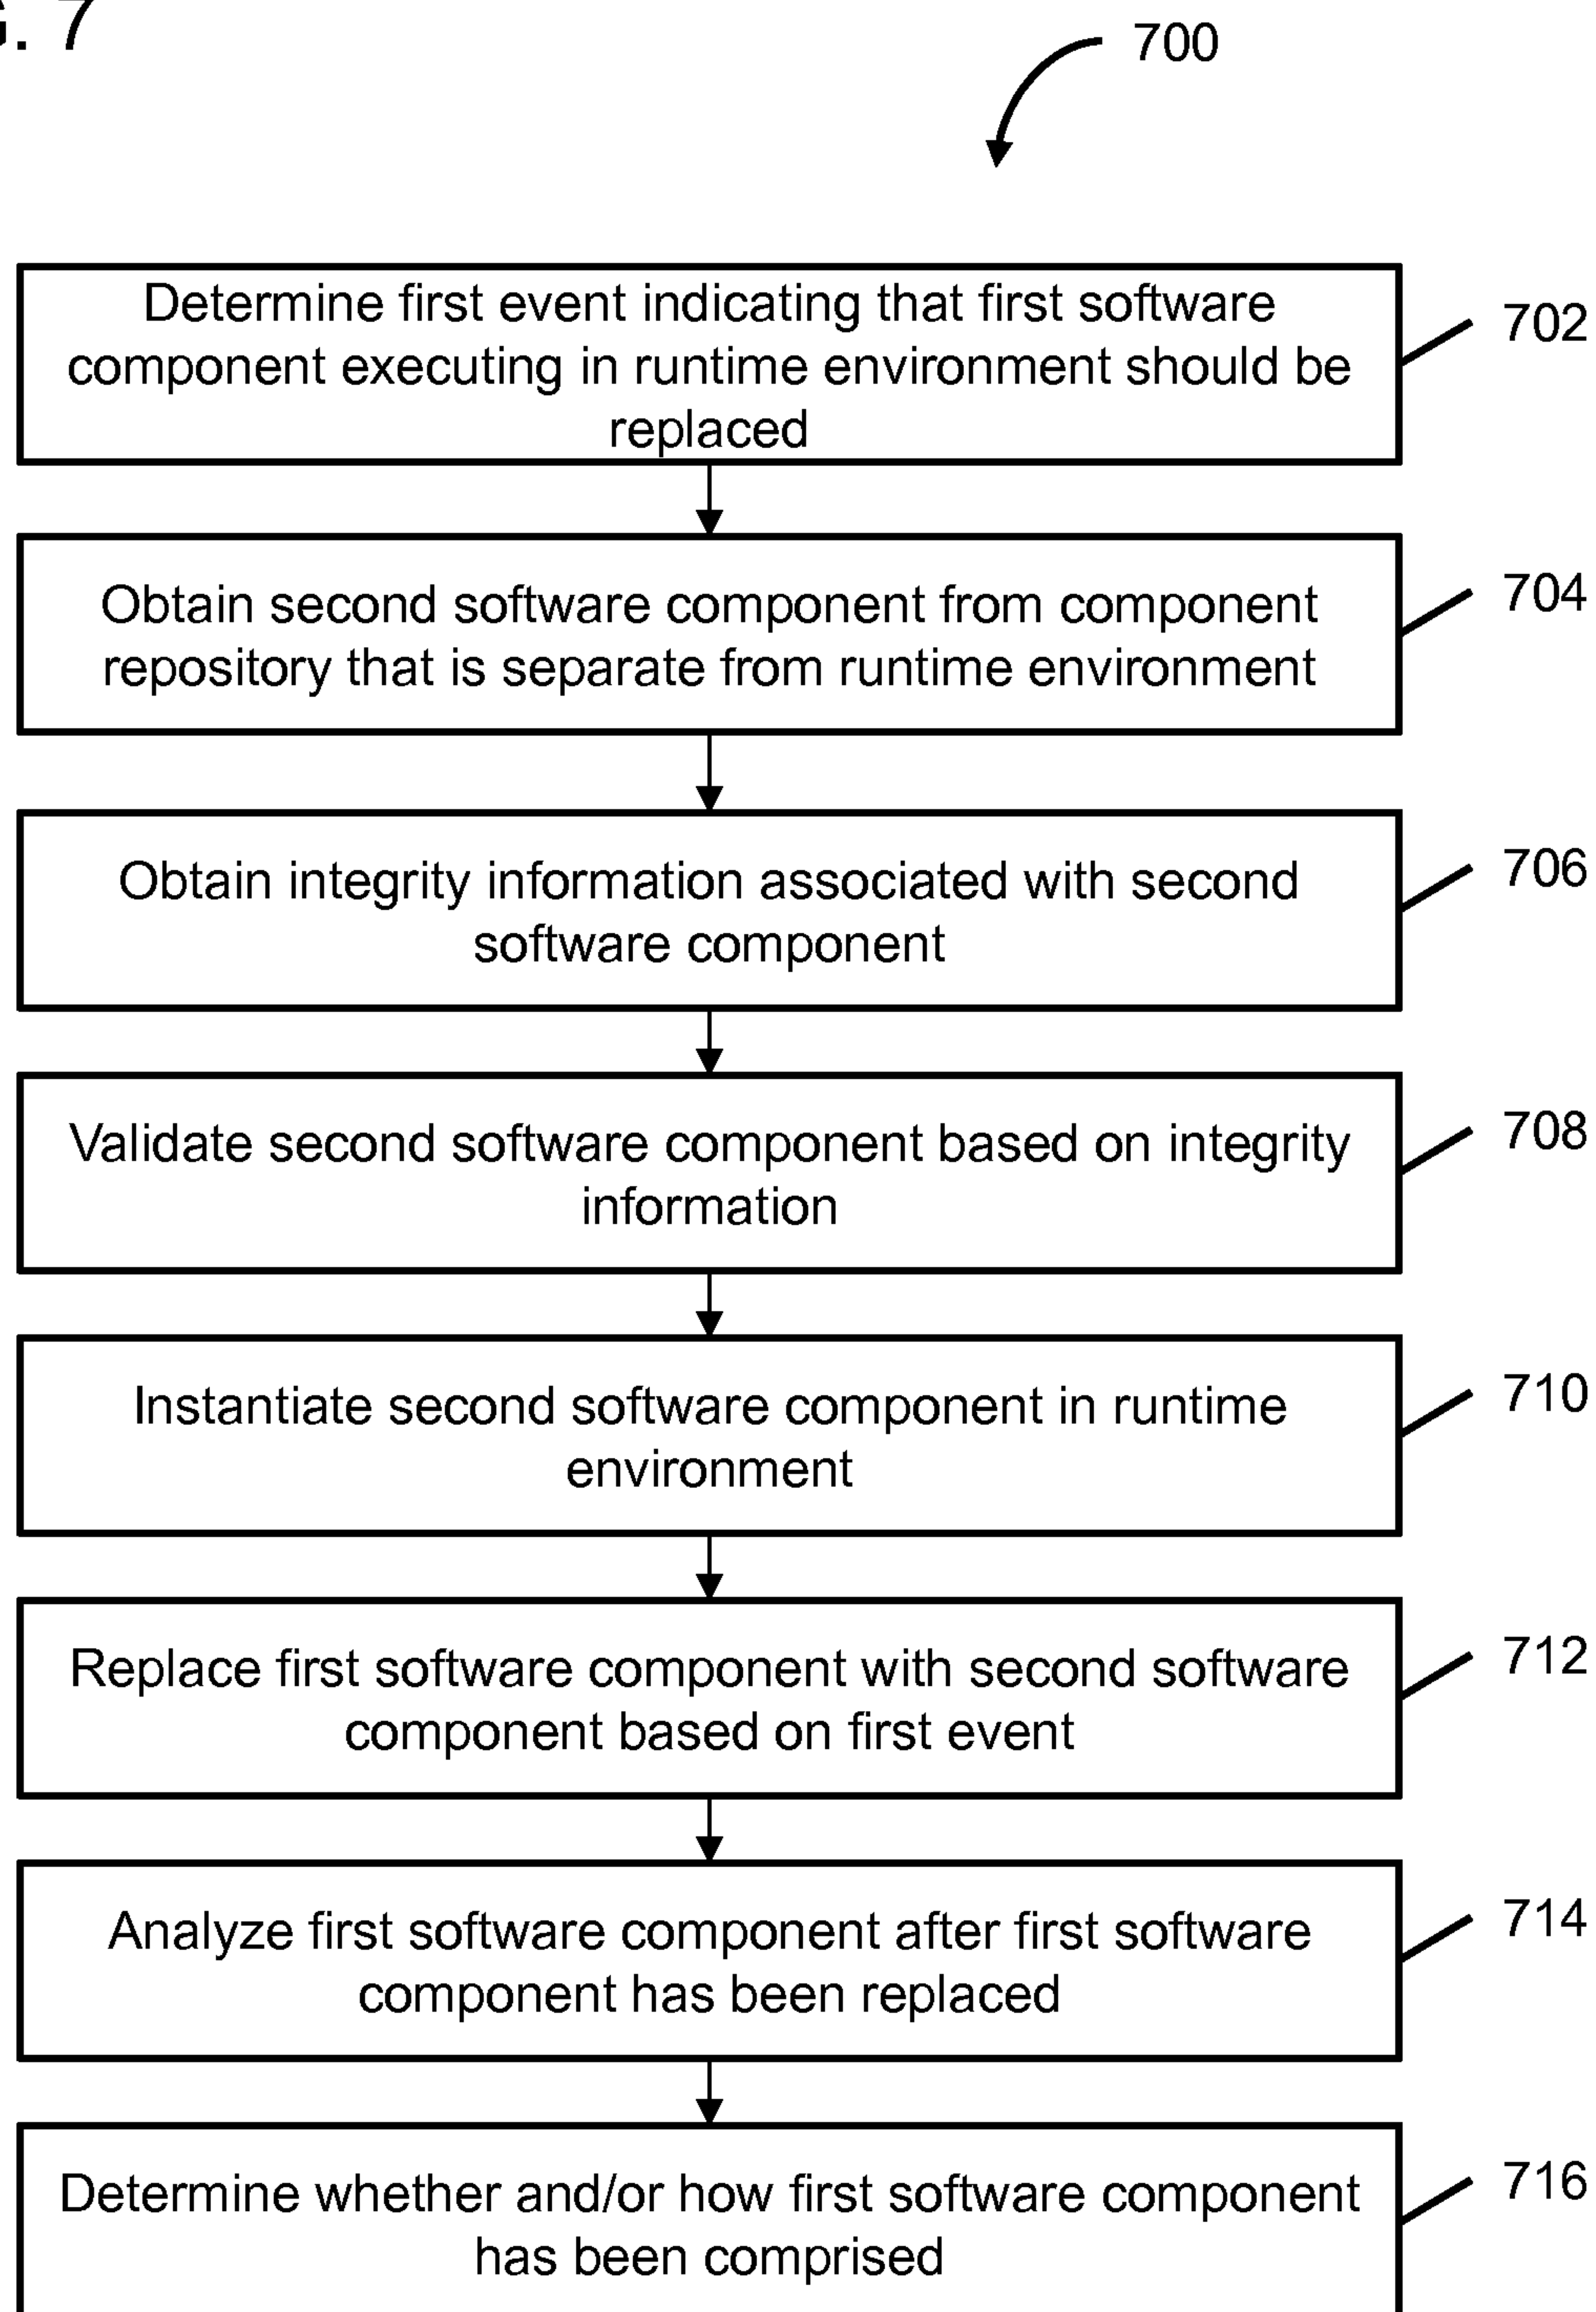 . 7
700
Determine first event indicating that first software
component executing in runtime environment should be
replaced
702
Obtain second software component from component
repository that is separate from runtime environment
704
Obtain integrity information associated with second
software component
706
Validate second software component based on integrity
information
708
Instantiate second software component in runtime
environment
710
Replace first software component with second software
component based on first event
712
Analyze first software component after first software
component has been replaced
714
Determine whether and/or how first software component
has been comprised
716